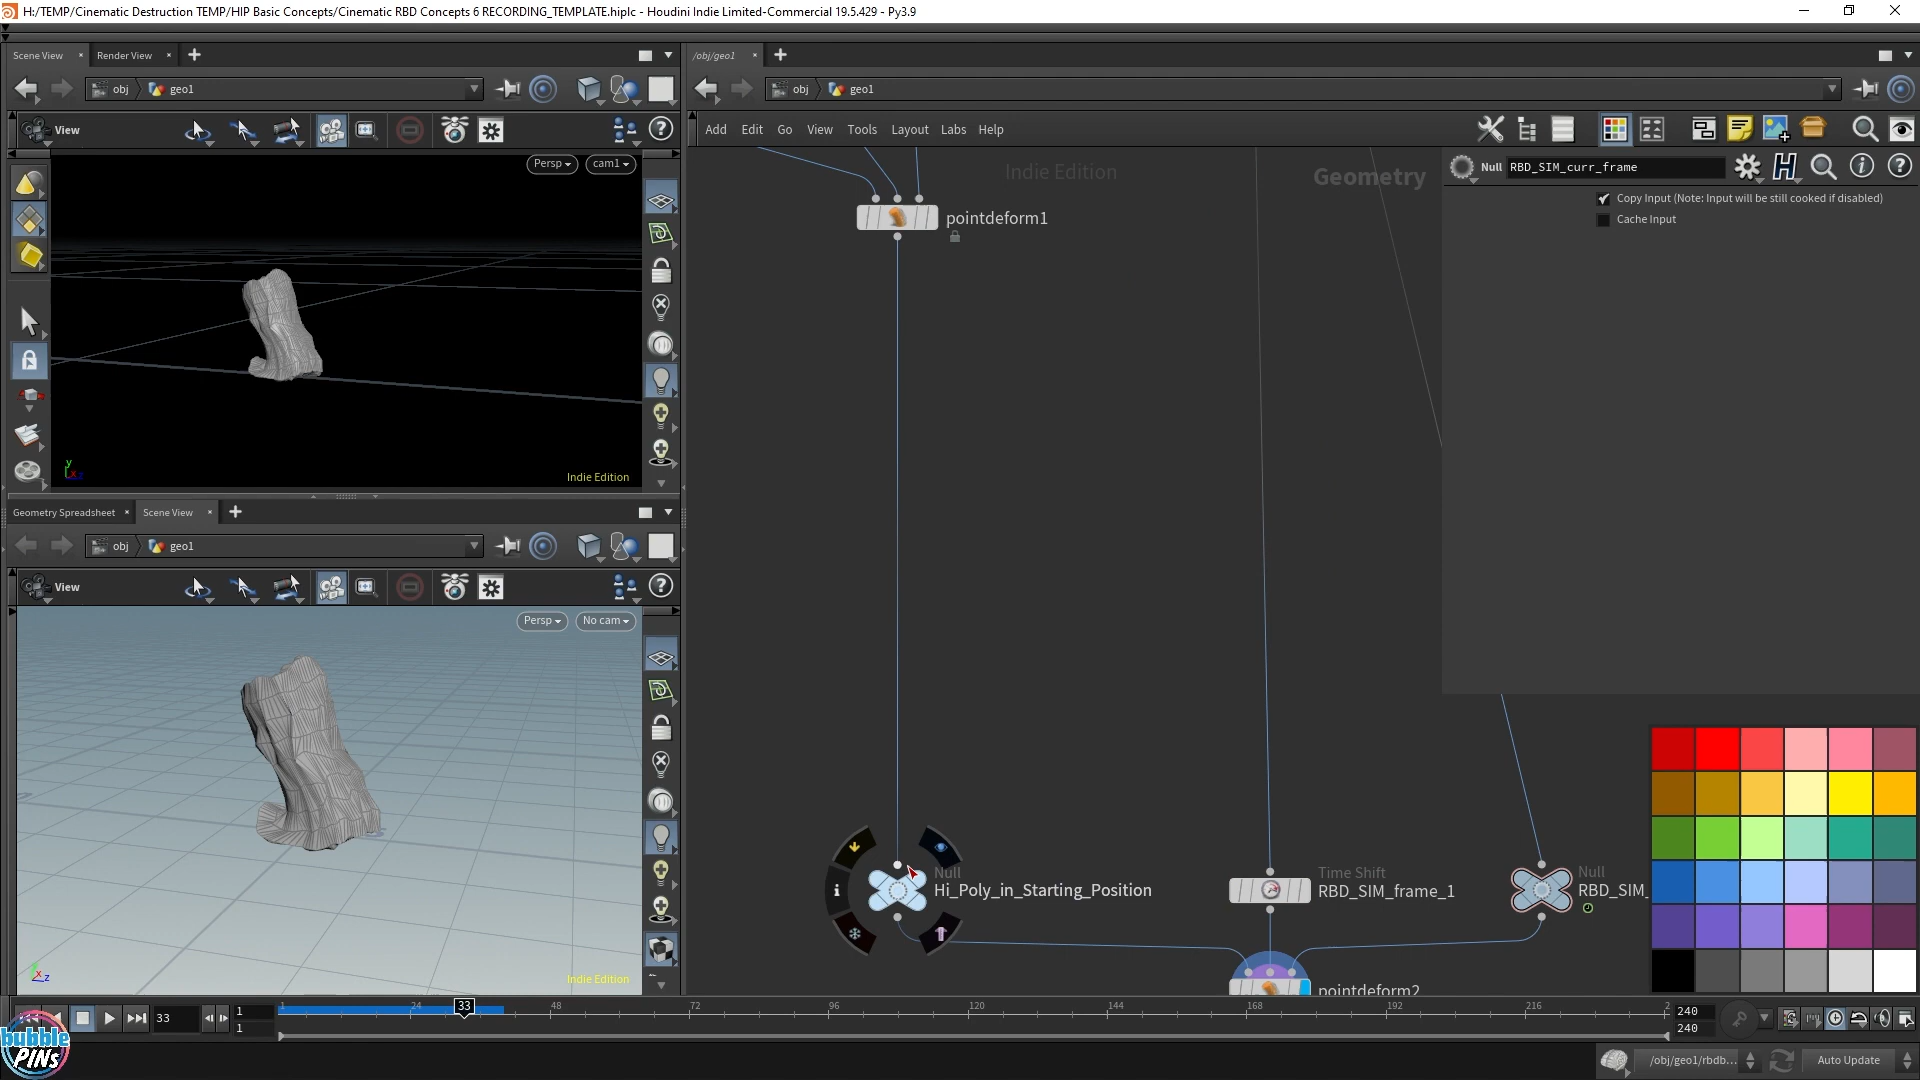 H:/TEMP/Cinematic Destruction TEMP/HIP Basic Concepts/Cinematic RBD Concepts 6 RECORDING_TEMPLATE.hiplc - Houdini Indie Limited-Commercial 19.5.429 - Py3.9
Scene View
Render View
/obj/geo1
obj
geo1
obj
geo1
View
Add
Edit
Go
View
Tools
Layout
Labs
Help
Persp
cam1
Indie Edition
Geometry
Null
RBD_SIM_curr_frame
Copy Input (Note: Input will be still cooked if disabled)
Cache Input
pointdeform1
Indie Edition
Geometry Spreadsheet
Scene View
obj
geo1
View
Persp
No cam
Null
Hi_Poly_in_Starting_Position
Time Shift
RBD_SIM_frame_1
Null
RBD_SIM_
Indie Edition
pointdeform2
1
24
33
48
72
96
120
144
168
192
216
2
33
1
1
240
240
bubble
PINs
/obj/geo1/rbdb...
Auto Update